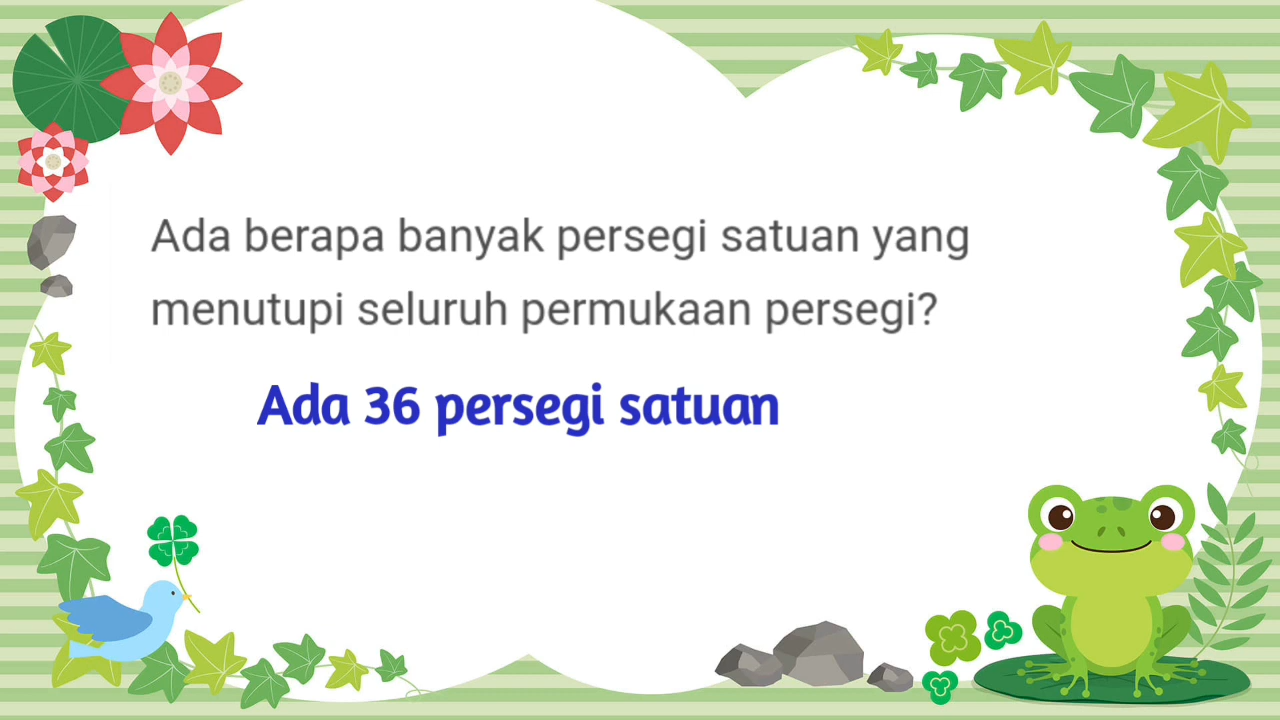 Ada berapa banyak persegi satuan yang
menutupi seluruh permukaan persegi?
Ada 36 persegi satuan